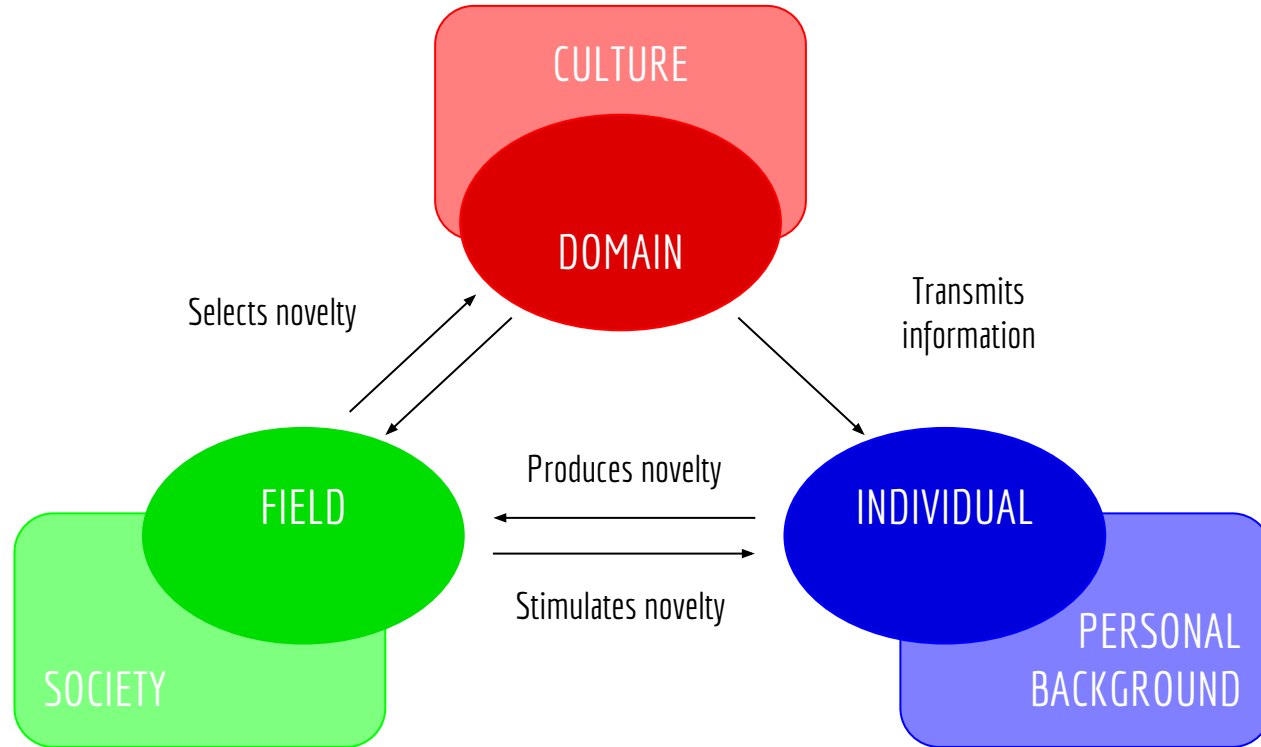 CULTURE
DOMAIN
Selects novelty
Transmits
information
FIELD
Produces novelty
INDIVIDUAL
Stimulates novelty
SOCIETY
PERSONAL
BACKGROUND